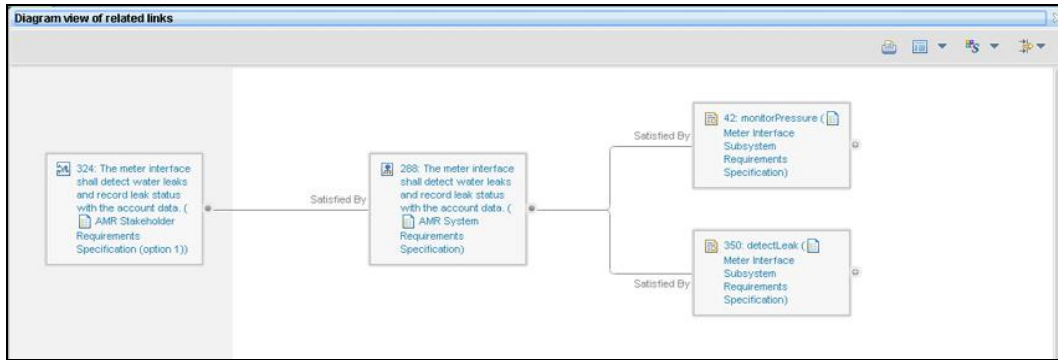 Diagram view of related links
324: The meter interface
shall detect water leaks
and record leak status
with the account data. (
AMR Stakeholder
Requirements
Specification (option 1))
Satisfied By
288: The meter interface
shall detect water leaks
and record leak status
with the account data. (
AMR System
Requirements
Specification)
Satisfied By
42: monitorPressure (
Meter Interface
Subsystem
Requirements
Specification)
Satisfied By
350: detectLeak (
Meter Interface
Subsystem
Requirements
Specification)